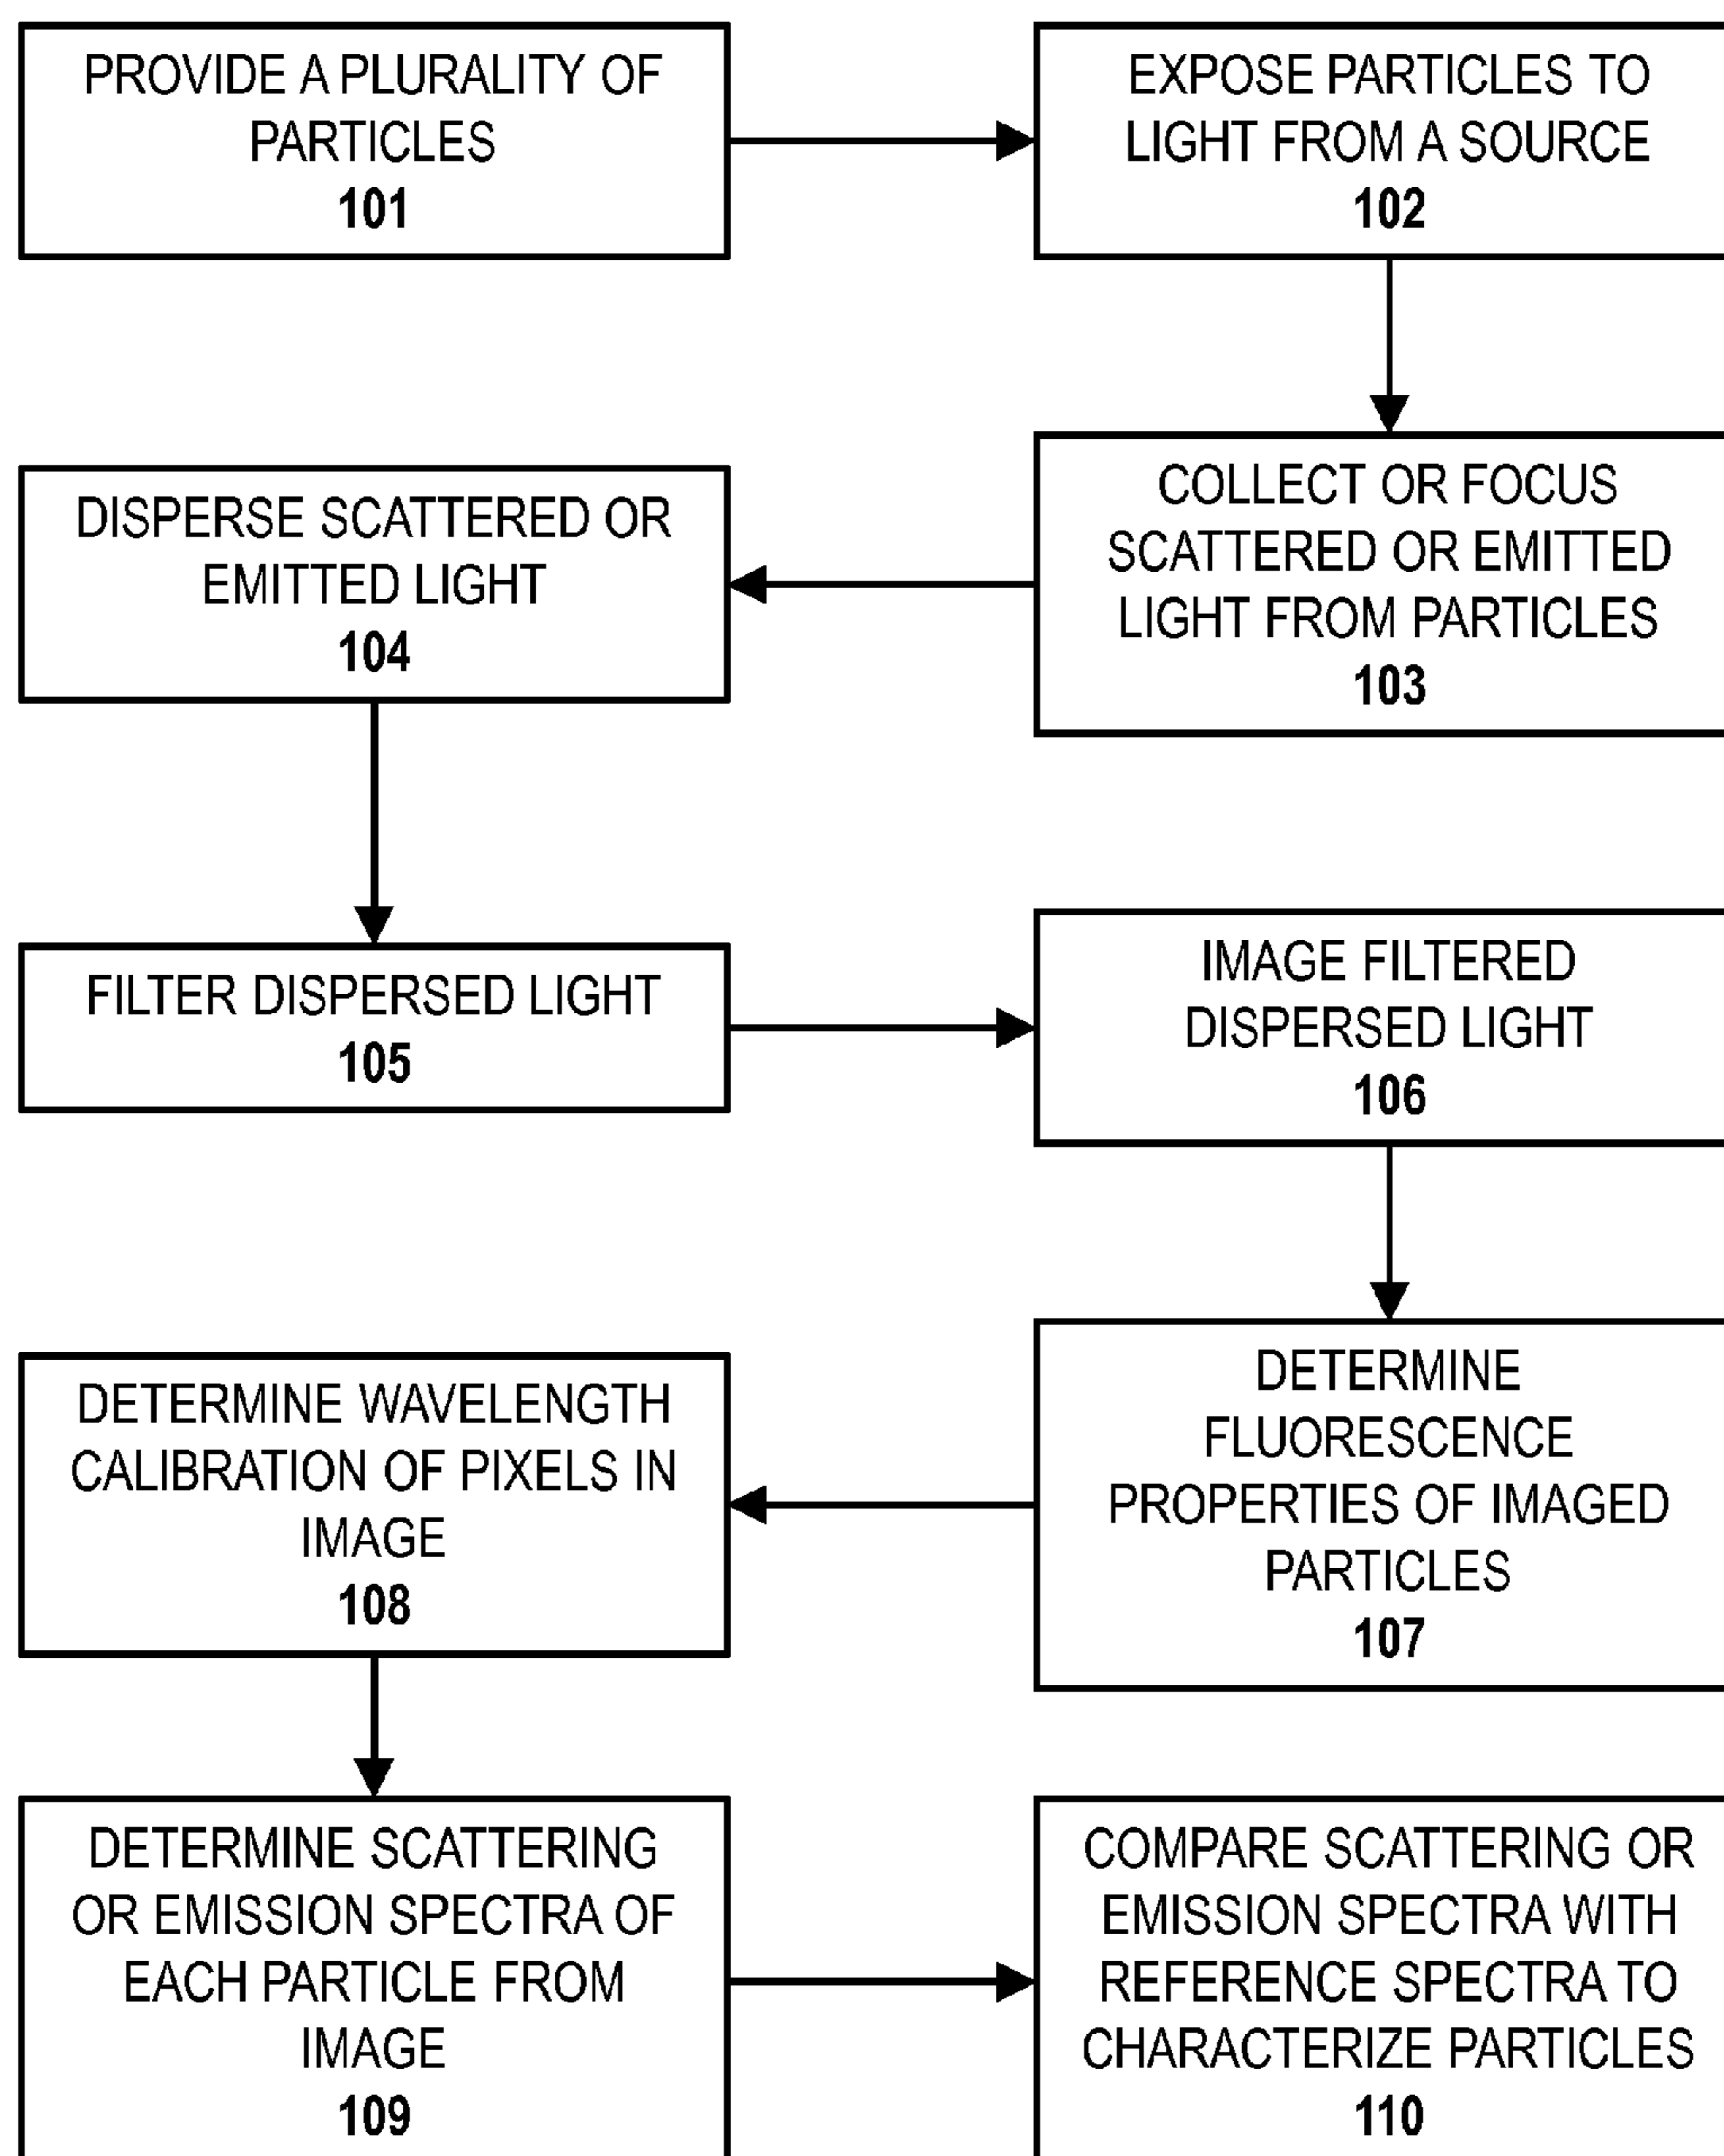 PROVIDE A PLURALITY OF
PARTICLES
101
EXPOSE PARTICLES TO
LIGHT FROM A SOURCE
102
COLLECT OR FOCUS
SCATTERED OR EMITTED
LIGHT FROM PARTICLES
103
DISPERSE SCATTERED OR
EMITTED LIGHT
104
FILTER DISPERSED LIGHT
105
IMAGE FILTERED
DISPERSED LIGHT
106
DETERMINE
FLUORESCENCE
PROPERTIES OF IMAGED
PARTICLES
107
DETERMINE WAVELENGTH
CALIBRATION OF PIXELS IN
IMAGE
108
DETERMINE SCATTERING
OR EMISSION SPECTRA OF
EACH PARTICLE FROM
IMAGE
109
COMPARE SCATTERING OR
EMISSION SPECTRA WITH
REFERENCE SPECTRA TO
CHARACTERIZE PARTICLES
110